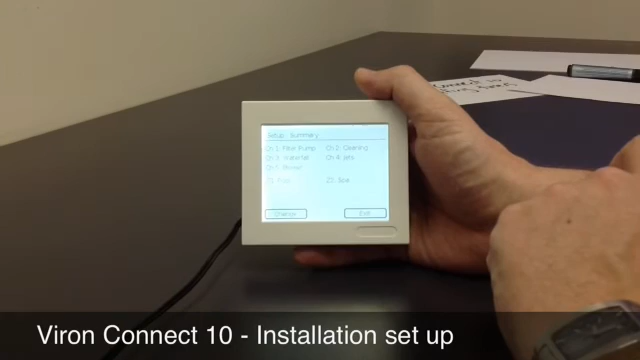 Setup: Summary
Ch 1: Filter Pump Ch 2: Cleaning
Ch 3: Waterfall Ch 4: Jets
Ch 5: Blower
Z1: Pool Z2: Spa
Change Exit
Viron Connect 10 - Installation set up